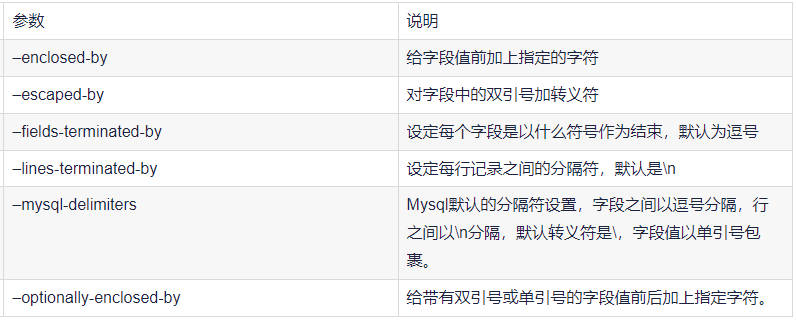 参数 说明
–enclosed-by 给字段值前加上指定的字符
–escaped-by 对字段中的双引号加转义符
–fields-terminated-by 设定每个字段是以什么符号作为结束，默认为逗号
–lines-terminated-by 设定每行记录之间的分隔符，默认是\n
–mysql-delimiters Mysql默认的分隔符设置，字段之间以逗号分隔，行
之间以\n分隔，默认转义符是\，字段值以单引号包
裹。
–optionally-enclosed-by 给带有双引号或单引号的字段值前后加上指定字符。